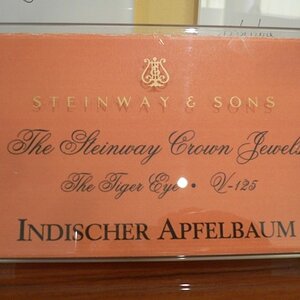 STEINWAY & SONS
The Steinway Crown Jewels
The Tiger Eye • V-125
INDISCHER APFELBAUM